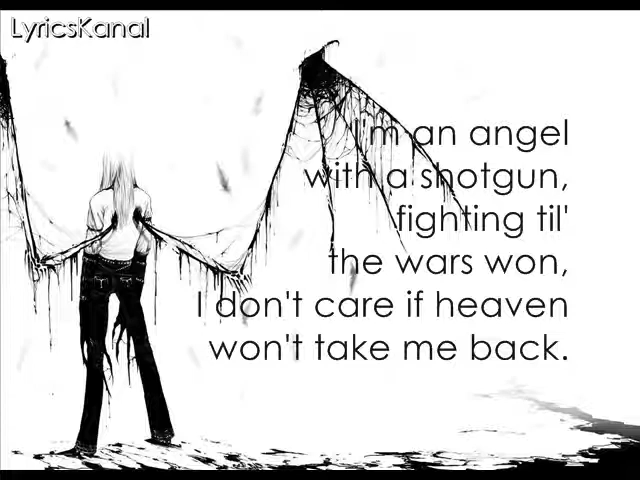 LyricsKanal
I'm an angel
with a shotgun,
fighting til'
the wars won,
I don't care if heaven
won't take me back.